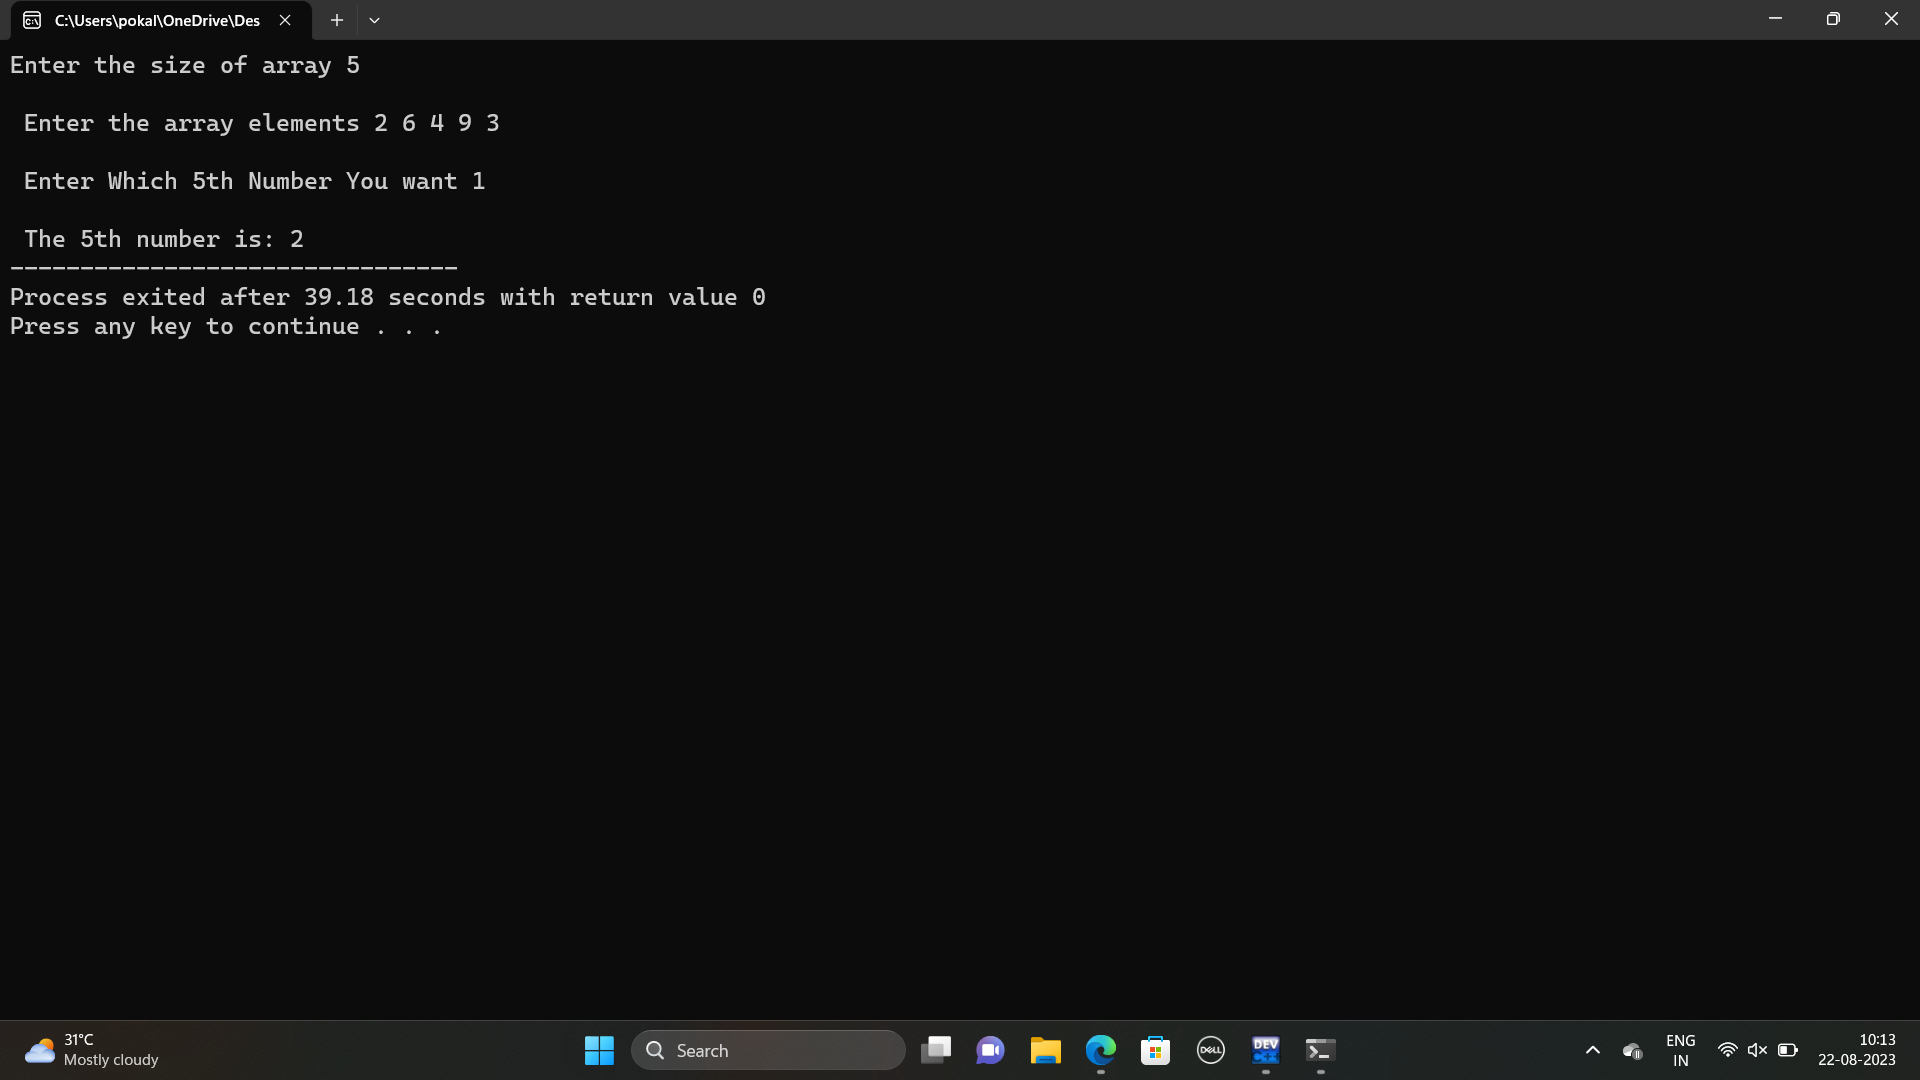 C:\Users\pokal\OneDrive\Des
Enter the size of array 5
Enter the array elements 2 6 4 9 3
Enter Which 5th Number You want 1
The 5th number is: 2
--------------------------------
Process exited after 39.18 seconds with return value 0
Press any key to continue . . .
31°C
Mostly cloudy
Search
DELL
DEV
C++
ENG
IN
10:13
22-08-2023